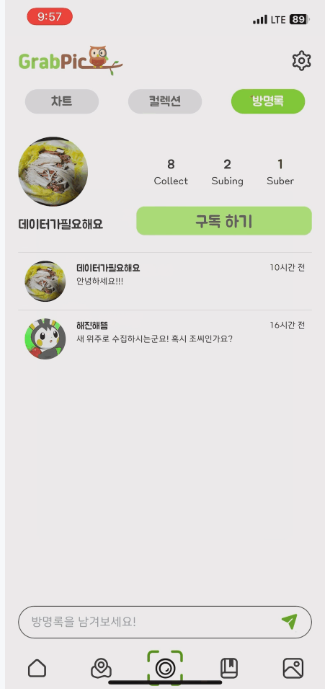 9:57
LTE 89
GrabPic
차트
컬렉션
방명록
8
2
1
Collect
Subing
Suber
데이터가필요해요
구독 하기
데이터가필요해요
10시간 전
안녕하세요!!!
해진해뜸
16시간 전
새 위주로 수집하시는군요! 혹시 조씨인가요?
방명록을 남겨보세요!